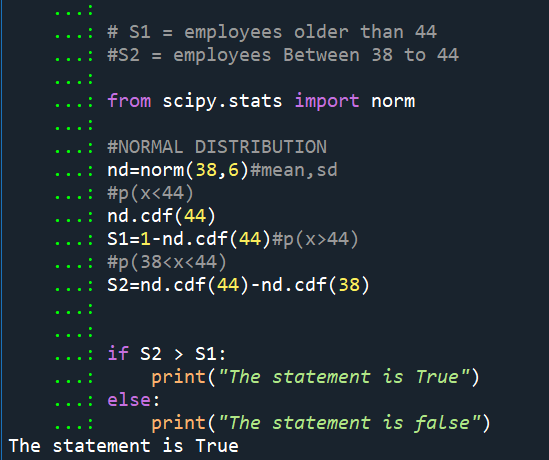 ...:
...: # S1 = employees older than 44
...: #S2 = employees Between 38 to 44
...:
...: from scipy.stats import norm
...:
...: #NORMAL DISTRIBUTION
...: nd=norm(38,6)#mean,sd
...: #p(x<44)
...: nd.cdf(44)
...: S1=1-nd.cdf(44)#p(x>44)
...: #p(38<x<44)
...: S2=nd.cdf(44)-nd.cdf(38)
...:
...:
...: if S2 > S1:
...:     print("The statement is True")
...: else:
...:     print("The statement is false")
The statement is True